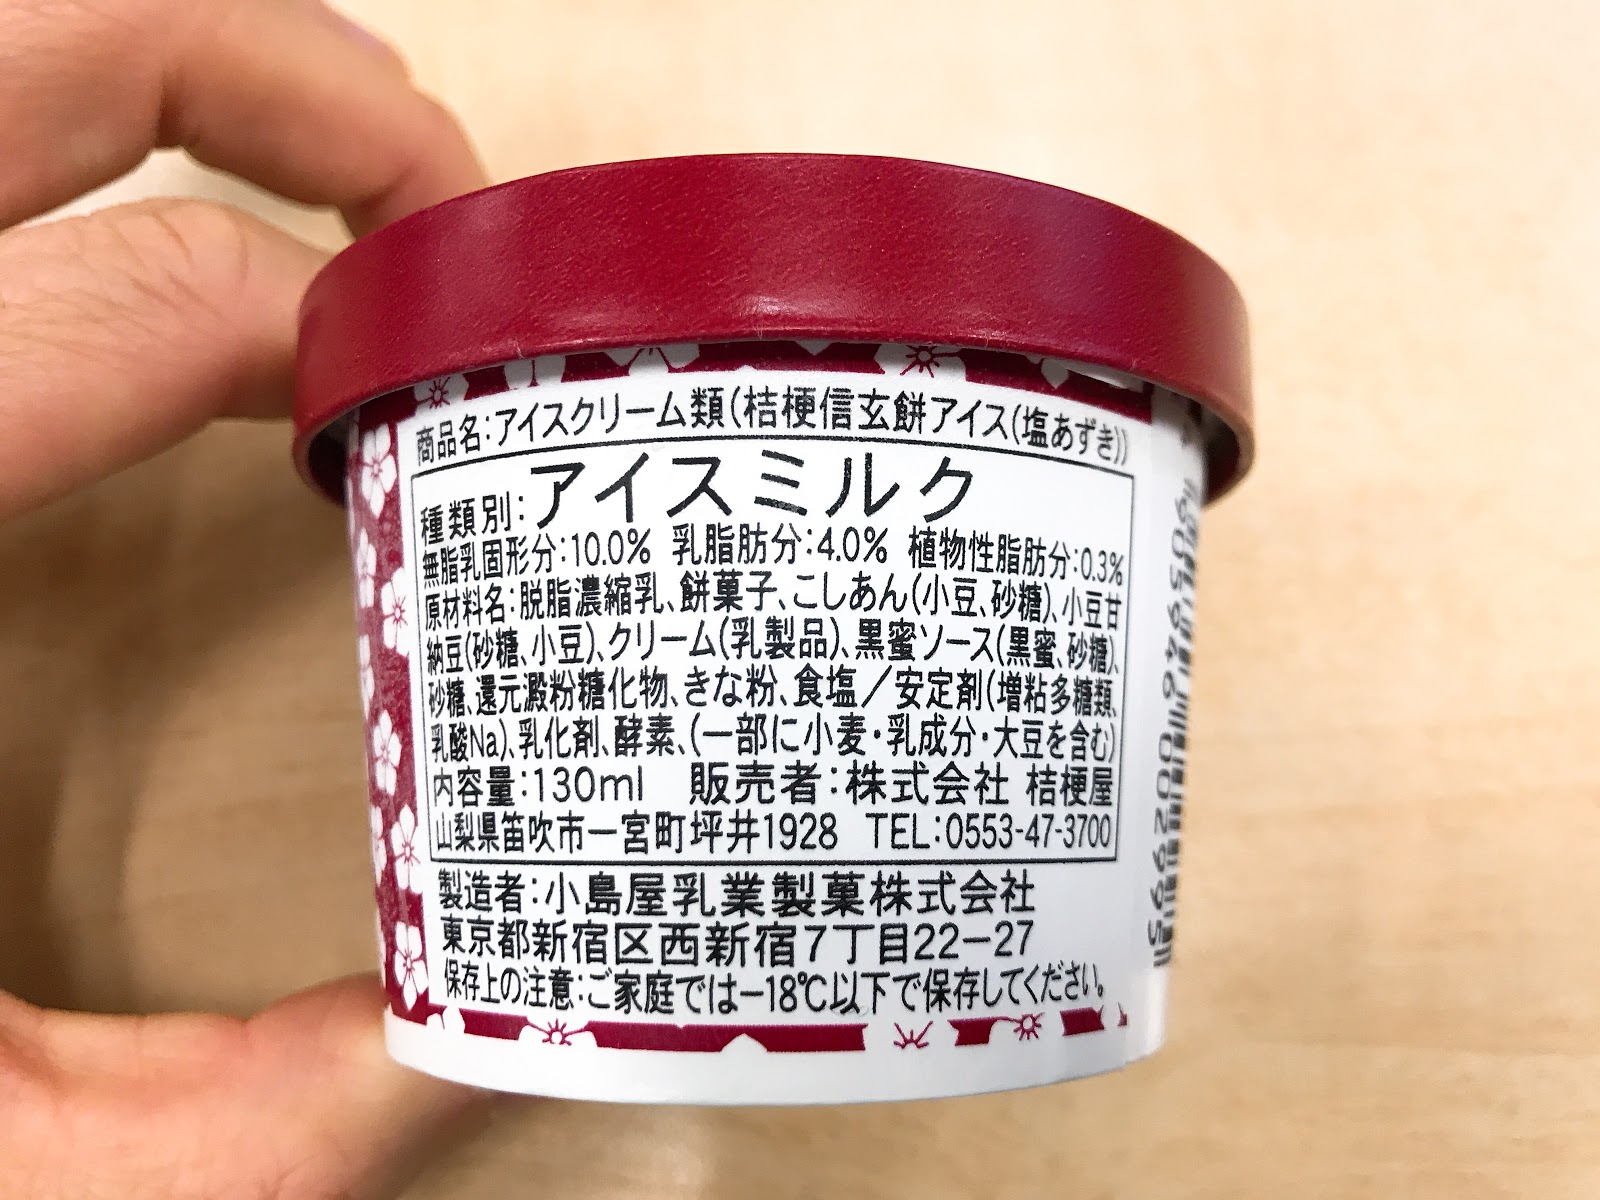 商品名:アイスクリーム類(桔梗信玄餅アイス(塩あずき))
種類別:アイスミルク
無脂乳固形分:10.0% 乳脂肪分:4.0% 植物性脂肪分:0.3%
原材料名:脱脂濃縮乳、餅菓子、こしあん(小豆、砂糖)、小豆甘
納豆(砂糖、小豆)、クリーム(乳製品)、黒蜜ソース(黒蜜、砂糖)、
砂糖、還元澱粉糖化物、きな粉、食塩/安定剤(増粘多糖類、
乳酸Na)、乳化剤、酵素、(一部に小麦・乳成分・大豆を含む)
内容量:130ml 販売者:株式会社 桔梗屋
山梨県笛吹市一宮町坪井1928 TEL:0553-47-3700
製造者:小島屋乳業製菓株式会社
東京都新宿区西新宿7丁目22-27
保存上の注意:ご家庭では-18℃以下で保存してください。